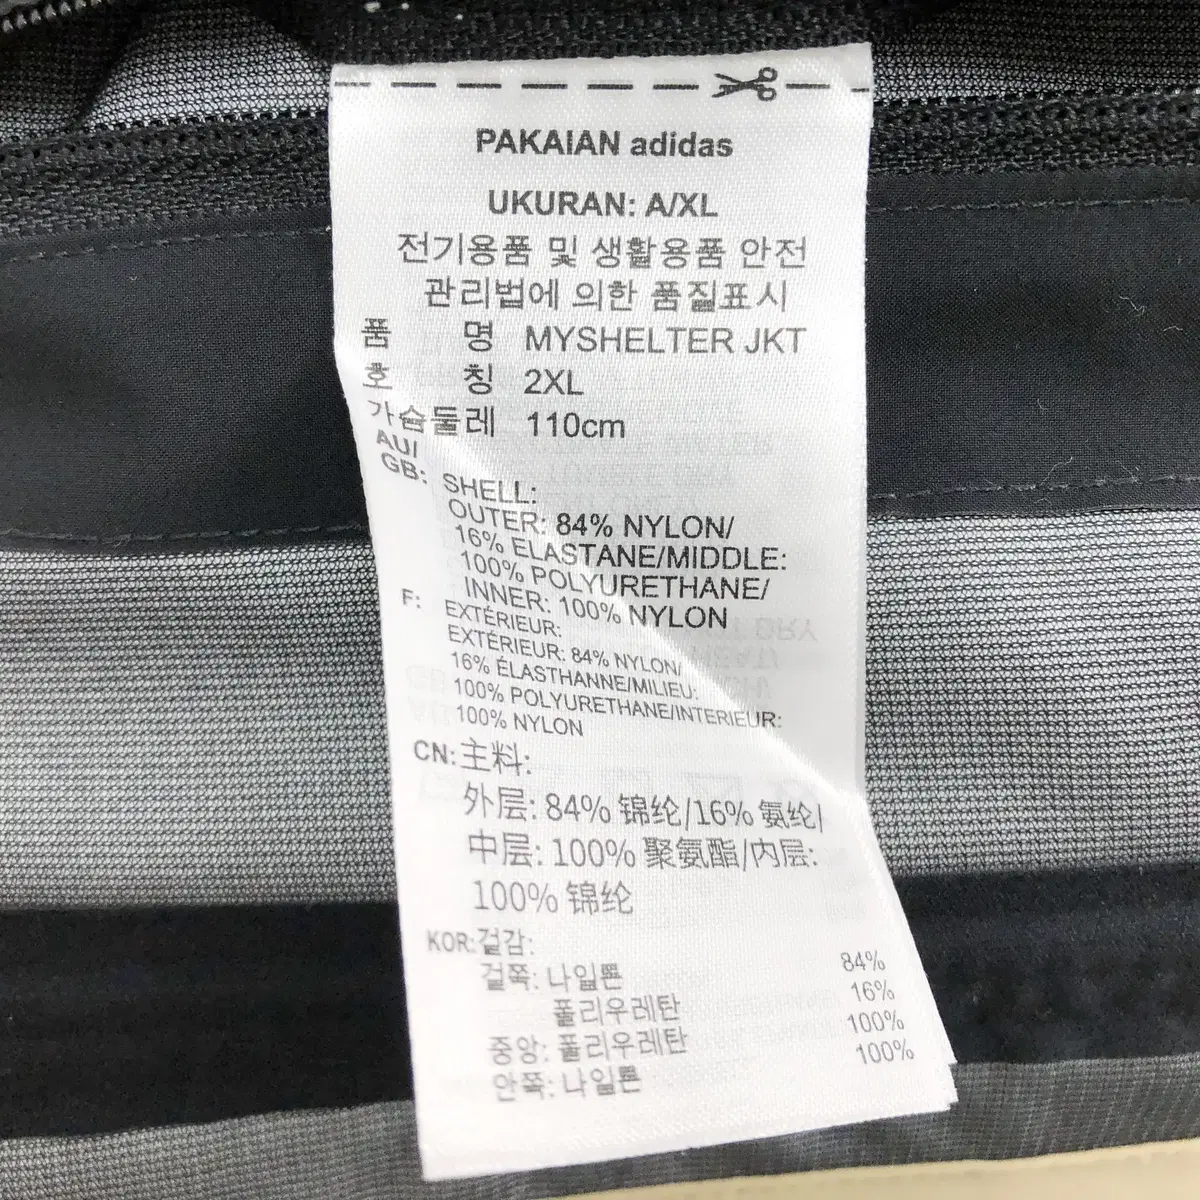 PAKAIAN adidas
UKURAN: A/XL
전기용품 및 생활용품 안전
관리법에 의한 품질표시
품 명 MYSHELTER JKT
호 칭 2XL
가슴둘레 110cm
AU/
GB: SHELL:
OUTER: 84% NYLON/
16% ELASTANE/MIDDLE:
100% POLYURETHANE/
INNER: 100% NYLON
F: EXTÉRIEUR:
EXTÉRIEUR: 84% NYLON/
16% ÉLASTHANNE/MILIEU:
100% POLYURETHANE/INTERIEUR:
100% NYLON
CN: 主料:
外层: 84% 锦纶/16% 氨纶/
中层: 100% 聚氨酯/内层:
100% 锦纶
KOR: 겉감:
겉쪽: 나일론 84%
폴리우레탄 16%
중앙: 폴리우레탄 100%
안쪽: 나일론 100%